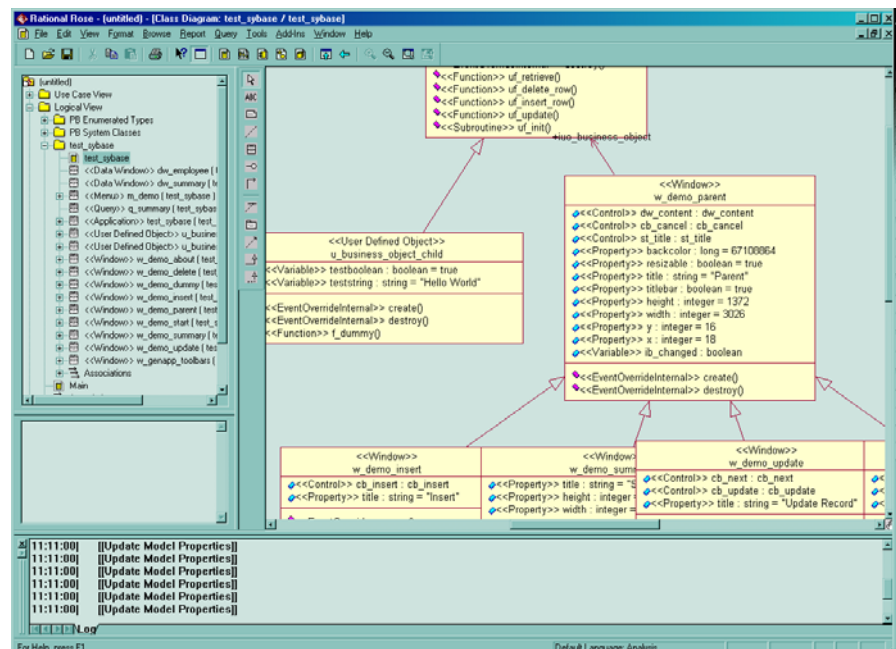 Rational Rose - (untitled) - [Class Diagram: test_sybase / test_sybase]
File Edit View Format Browse Report Query Tools Add-Ins Window Help
ABC
(untitled)
Use Case View
Logical View
PB Enumerated Types
PB System Classes
test_sybase
test_sybase
<<Data Window>> dw_employee (
<<Data Window>> dw_summary (
<<Menu>> m_demo ( test_sybase )
<<Query>> q_summary ( test_sybas
<<Application>> test_sybase ( test_
<<User Defined Object>> u_busine
<<User Defined Object>> u_busine
<<Window>> w_demo_about ( test_
<<Window>> w_demo_delete ( test_
<<Window>> w_demo_dummy ( test_
<<Window>> w_demo_insert ( test_
<<Window>> w_demo_parent ( test_
<<Window>> w_demo_start ( test_s
<<Window>> w_demo_summary ( te
<<Window>> w_demo_update ( test_
<<Window>> w_genapp_toolbars (
Associations
Main
<<Function>> uf_retrieve()
<<Function>> uf_delete_row()
<<Function>> uf_insert_row()
<<Function>> uf_update()
<<Subroutine>> uf_init()
+iuo_business_object
<<User Defined Object>>
u_business_object_child
<<Variable>> testboolean : boolean = true
<<Variable>> teststring : string = "Hello World"
<<EventOverrideInternal>> create()
<<EventOverrideInternal>> destroy()
<<Function>> f_dummy()
<<Window>>
w_demo_parent
<<Control>> dw_content : dw_content
<<Control>> cb_cancel : cb_cancel
<<Control>> st_title : st_title
<<Property>> backcolor : long = 67108864
<<Property>> resizable : boolean = true
<<Property>> title : string = "Parent"
<<Property>> titlebar : boolean = true
<<Property>> height : integer = 1372
<<Property>> width : integer = 3026
<<Property>> y : integer = 16
<<Property>> x : integer = 18
<<Variable>> ib_changed : boolean
<<EventOverrideInternal>> create()
<<EventOverrideInternal>> destroy()
<<Window>>
w_demo_insert
<<Control>> cb_insert : cb_insert
<<Property>> title : string = "Insert"
<<Window>>
w_demo_sum
<<Property>> title : string = "S
<<Property>> height : integer =
<<Property>> width : integer =
<<Window>>
w_demo_update
<<Control>> cb_next : cb_next
<<Control>> cb_update : cb_update
<<Property>> title : string = "Update Record"
11:11:00| [[Update Model Properties]]
11:11:00| [[Update Model Properties]]
11:11:00| [[Update Model Properties]]
11:11:00| [[Update Model Properties]]
11:11:00| [[Update Model Properties]]
11:11:00| [[Update Model Properties]]
Log
For Help, press F1
Default Language: Analysis